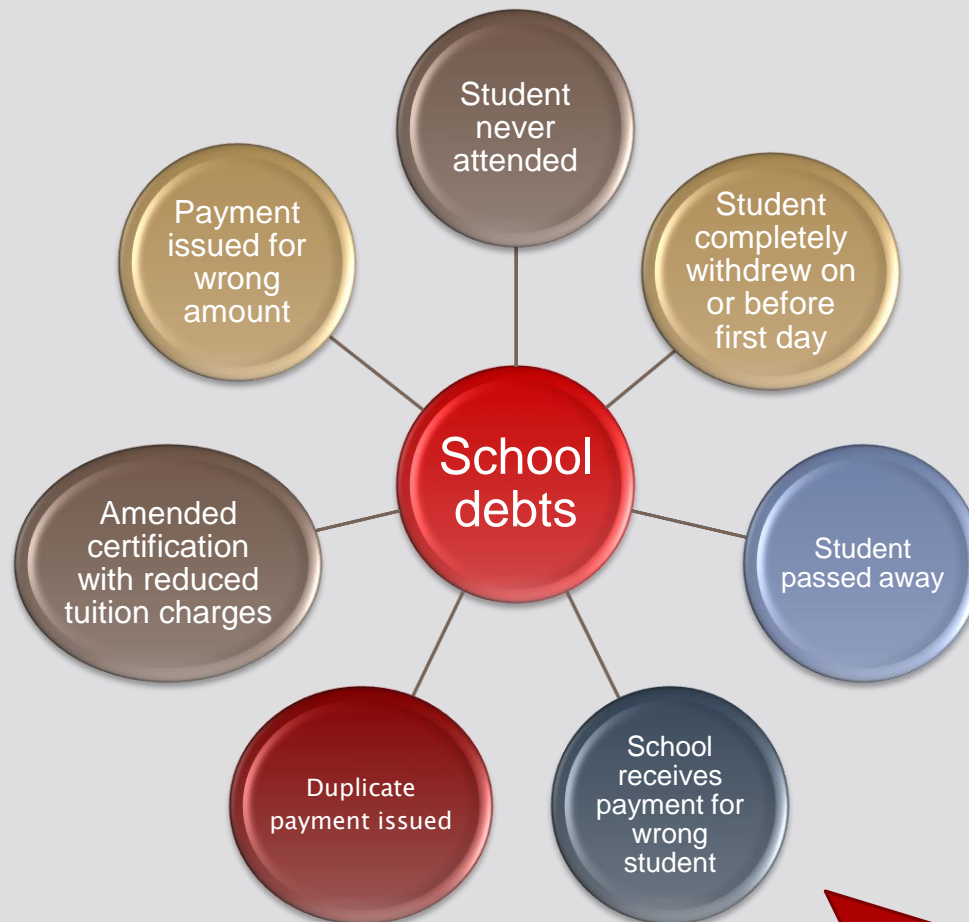 Student
never
attended
Student
completely
withdrew on
or before
first day
Student
passed away
School
receives
payment for
wrong
student
Duplicate
payment issued
Amended
certification
with reduced
tuition charges
Payment
issued for
wrong
amount
School
debts